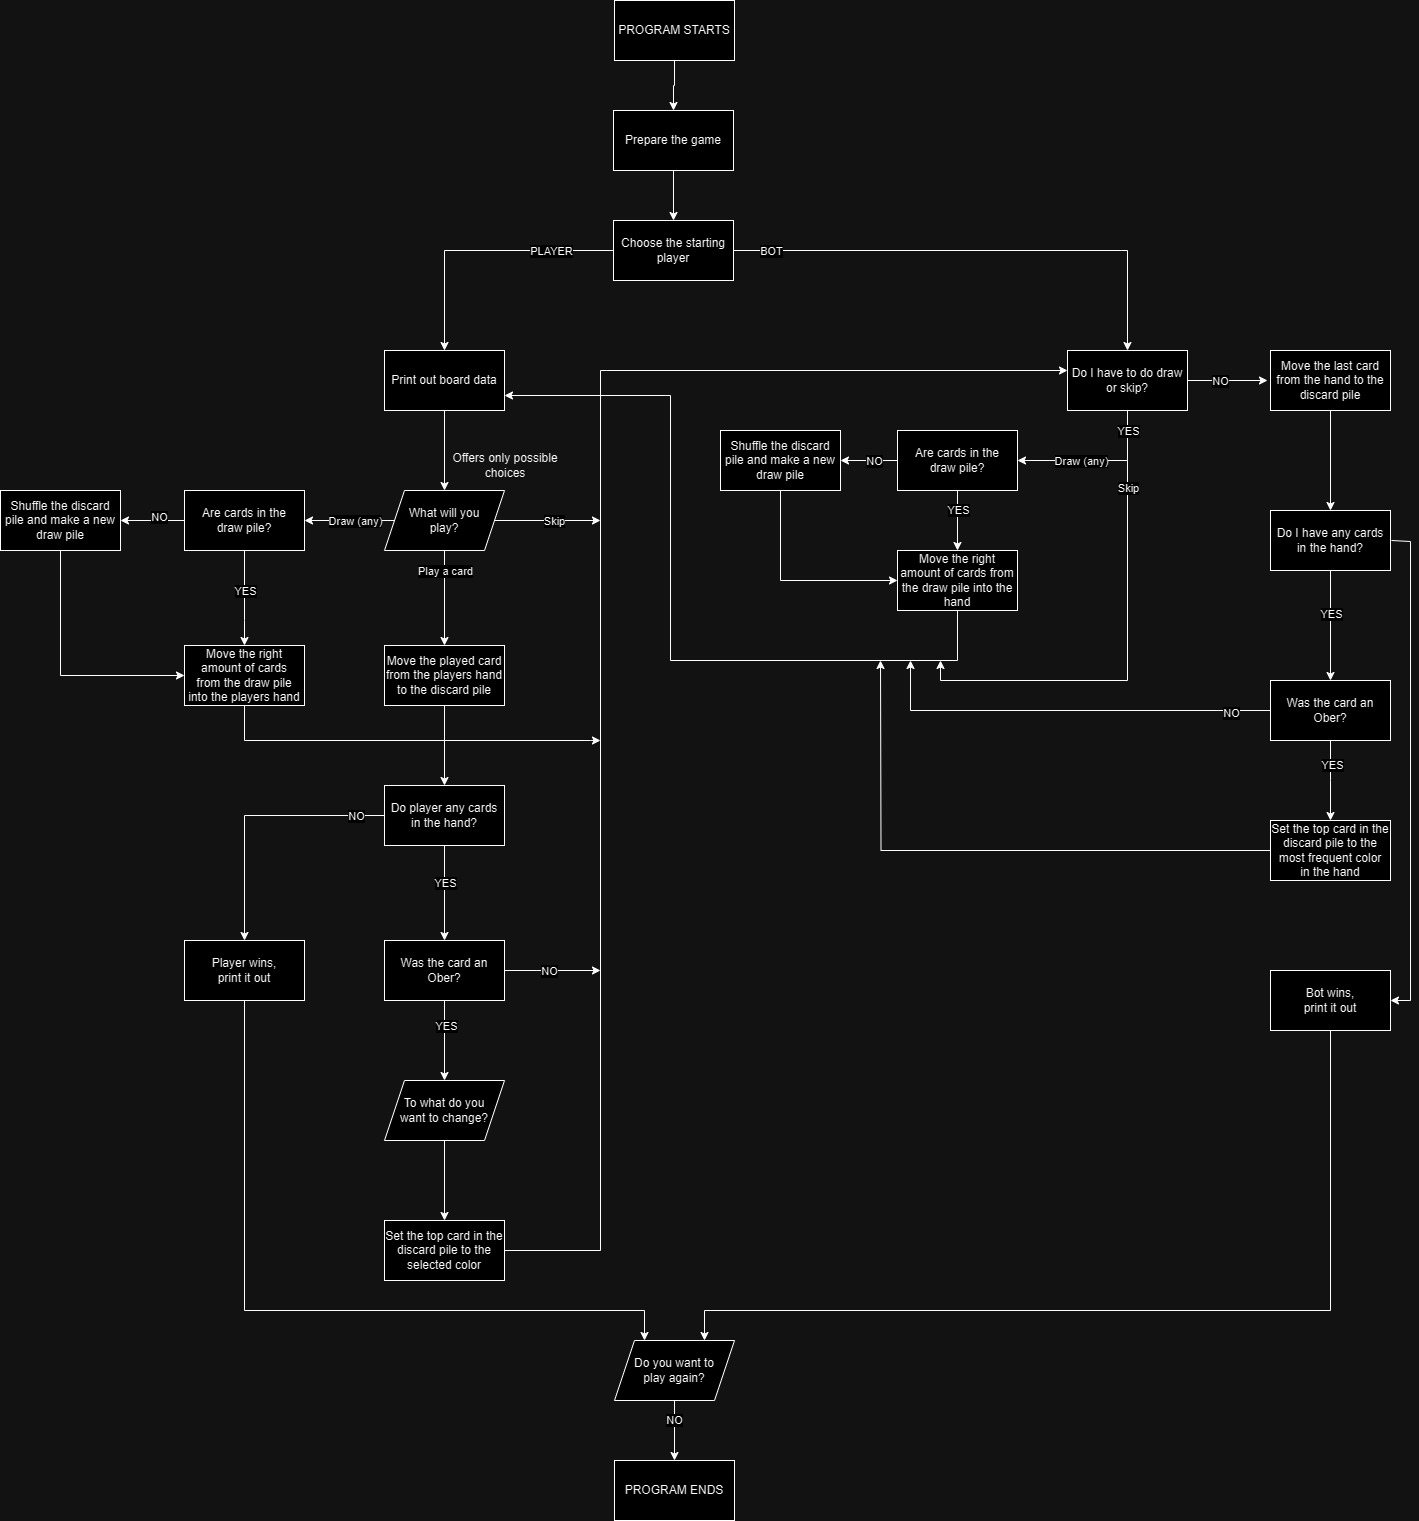 PROGRAM STARTS
Prepare the game
Choose the starting
player
PLAYER
BOT
Print out board data
Do I have to do draw
or skip?
NO
Move the last card
from the hand to the
discard pile
YES
Offers only possible
choices
Shuffle the discard
pile and make a new
draw pile
NO
Are cards in the
draw pile?
Draw (any)
Skip
Shuffle the discard
pile and make a new
draw pile
NO
Are cards in the
draw pile?
Draw (any)
What will you
play?
Skip
YES
Do I have any cards
in the hand?
Play a card
YES
Move the right
amount of cards from
the draw pile into the
hand
YES
Move the right
amount of cards
from the draw pile
into the players hand
Move the played card
from the players hand
to the discard pile
Was the card an
Ober?
NO
YES
Do player any cards
in the hand?
NO
Set the top card in the
discard pile to the
most frequent color
in the hand
YES
Player wins,
print it out
Was the card an
Ober?
NO
Bot wins,
print it out
YES
To what do you
want to change?
Set the top card in the
discard pile to the
selected color
Do you want to
play again?
NO
PROGRAM ENDS